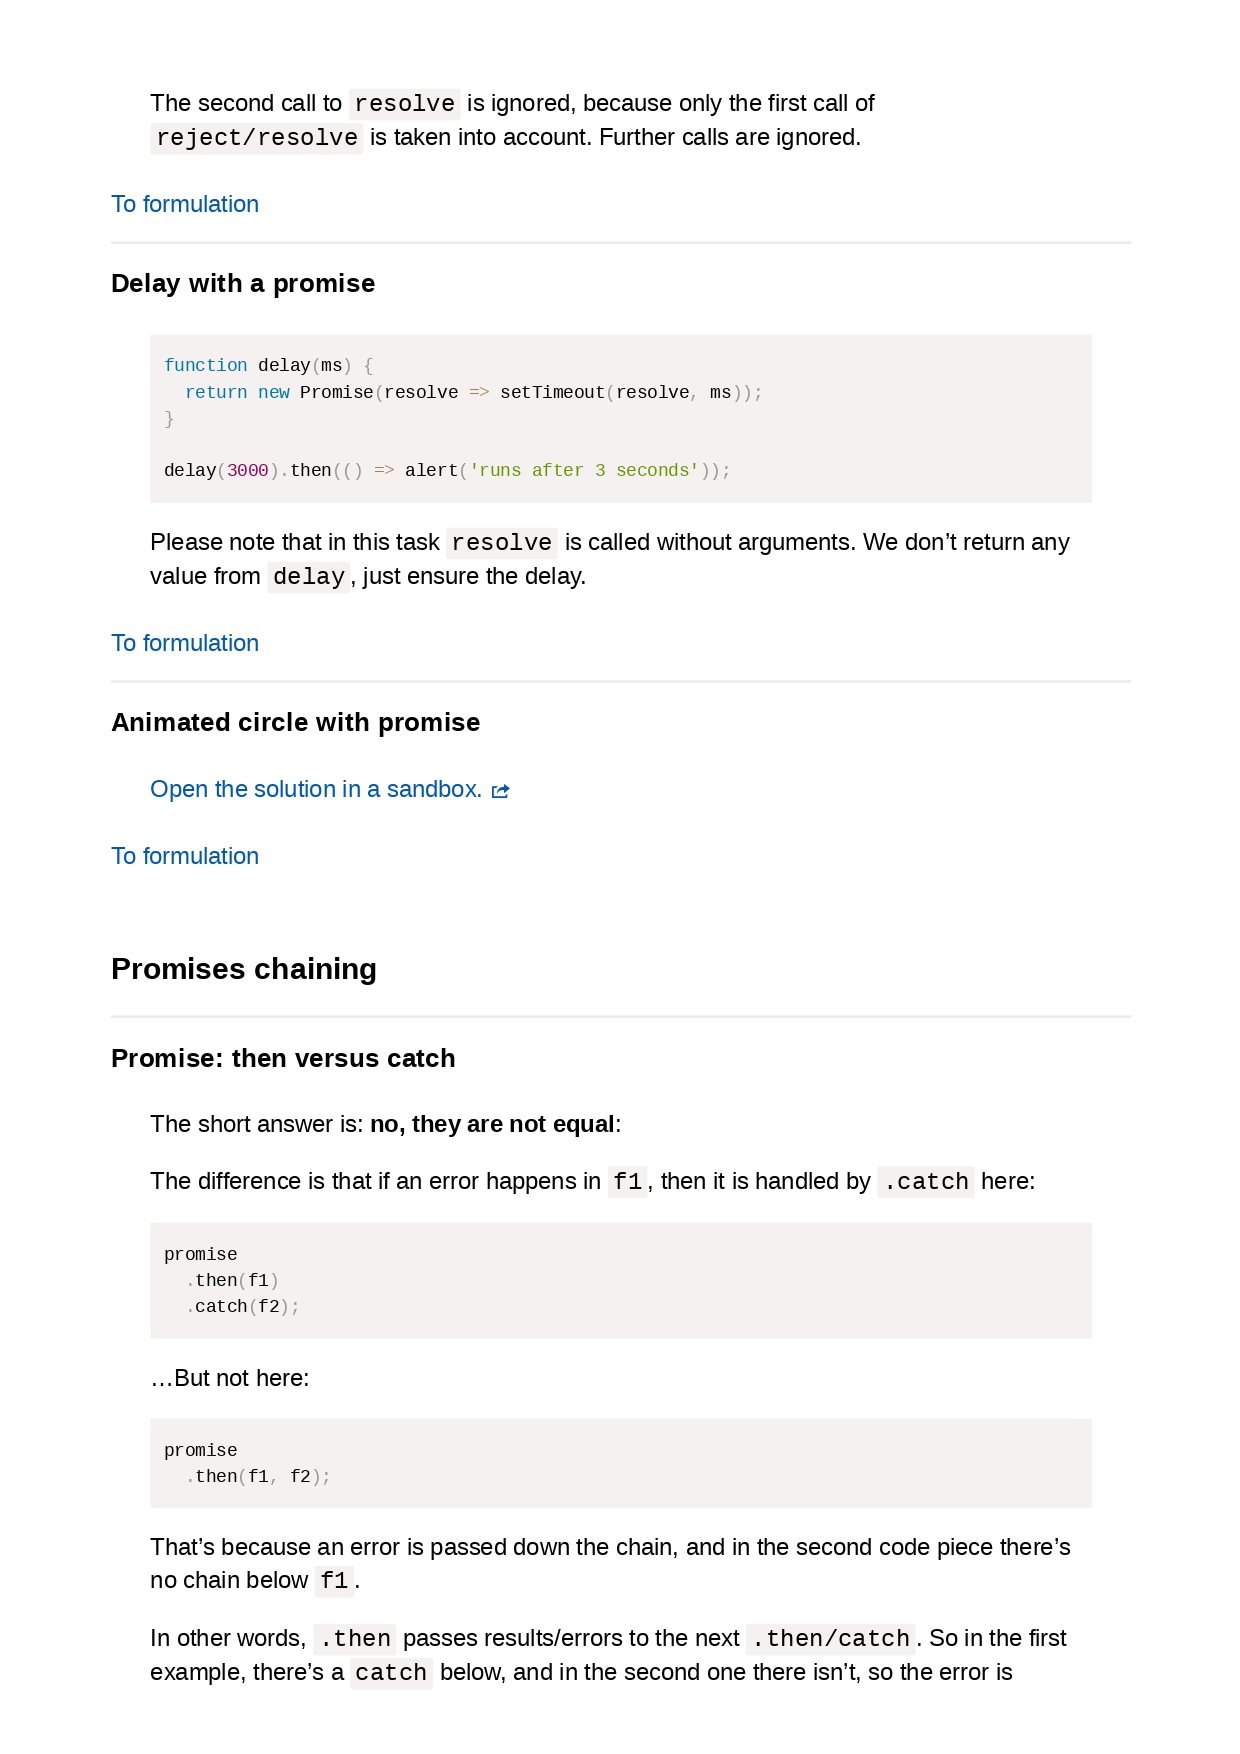 The second call to resolve is ignored, because only the first call of
reject/resolve is taken into account. Further calls are ignored.
To formulation
Delay with a promise
function delay(ms) {
  return new Promise(resolve => setTimeout(resolve, ms));
}
delay(3000).then(() => alert('runs after 3 seconds'));
Please note that in this task resolve is called without arguments. We don’t return any
value from delay, just ensure the delay.
To formulation
Animated circle with promise
Open the solution in a sandbox.
To formulation
Promises chaining
Promise: then versus catch
The short answer is: no, they are not equal:
The difference is that if an error happens in f1, then it is handled by .catch here:
promise
  .then(f1)
  .catch(f2);
…But not here:
promise
  .then(f1, f2);
That’s because an error is passed down the chain, and in the second code piece there’s
no chain below f1.
In other words, .then passes results/errors to the next .then/catch. So in the first
example, there’s a catch below, and in the second one there isn’t, so the error is